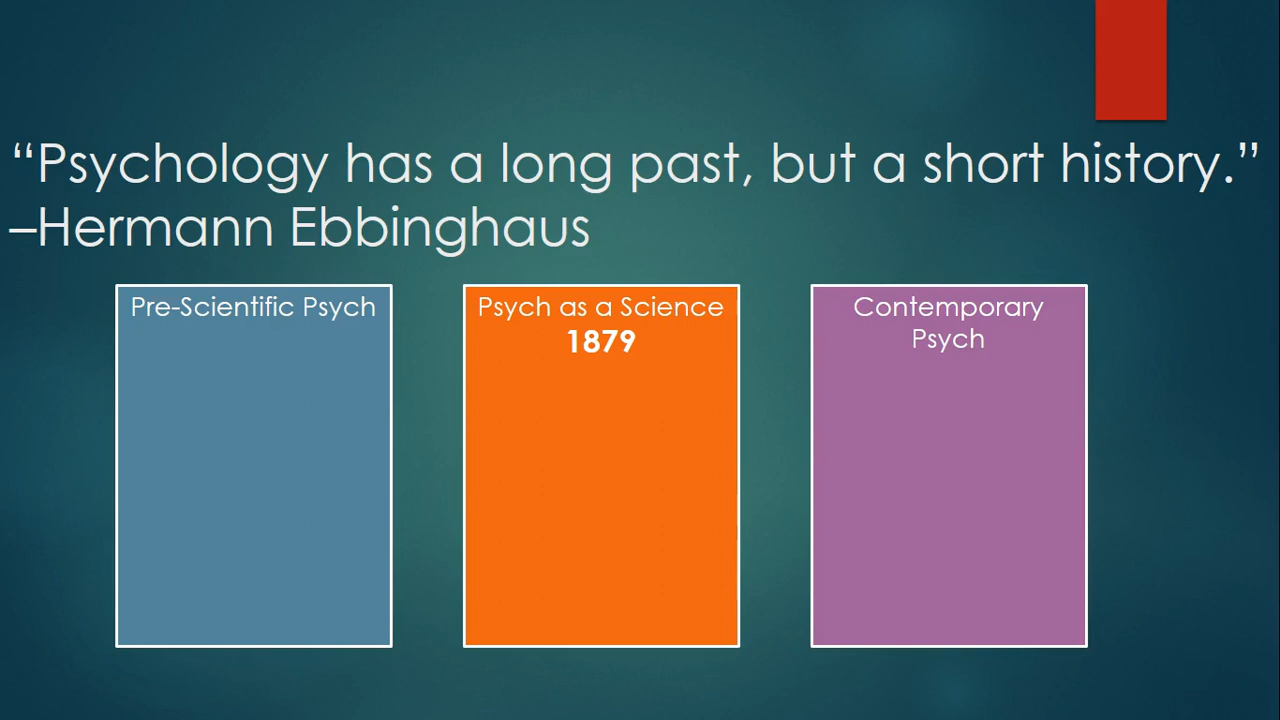 “Psychology has a long past, but a short history.”
–Hermann Ebbinghaus
Pre-Scientific Psych
Psych as a Science
1879
Contemporary
Psych